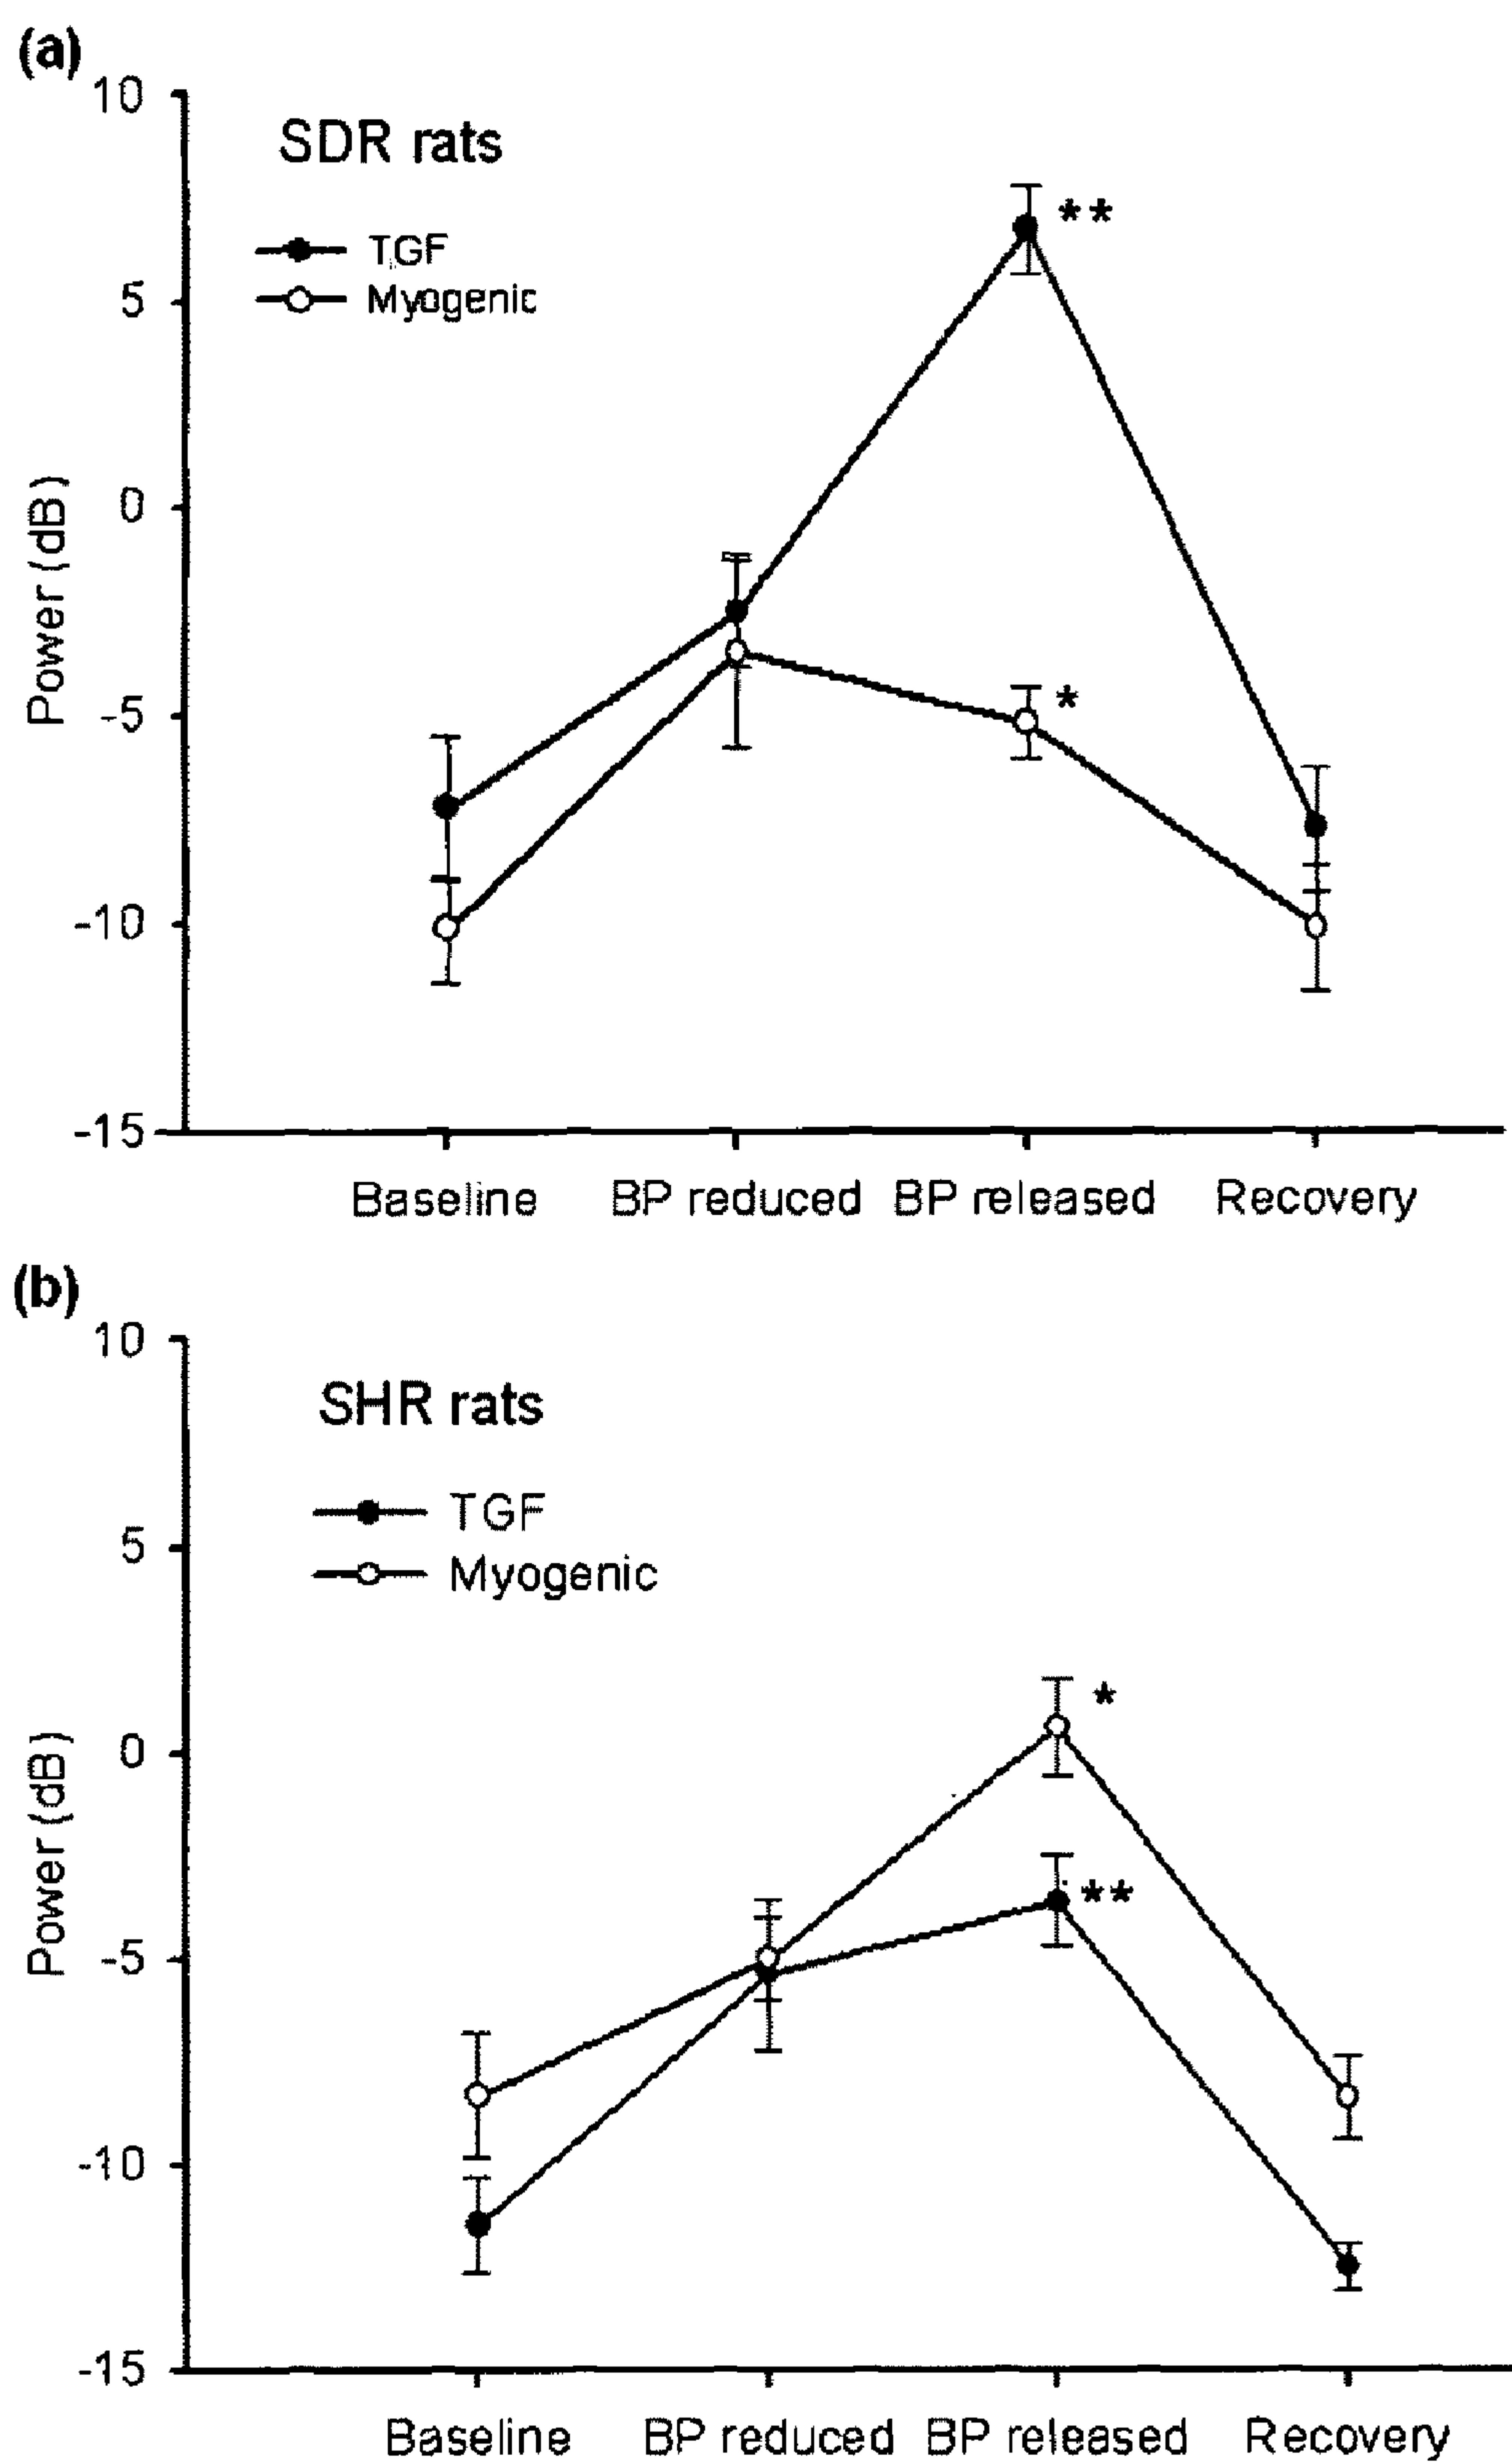 (a)
10
SDR rats
TGF
5
Myogenic
**
0
Power (dB)
-5
*
-10
-15
Baseline BP reduced BP released Recovery
(b)
10
SHR rats
TGF
5
Myogenic
*
0
Power (dB)
**
-5
-10
-15
Baseline BP reduced BP released Recovery